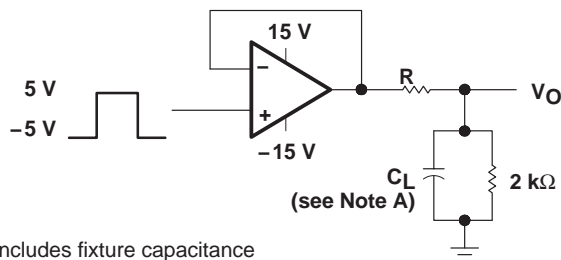 15 V
−
5 V
−5 V
+
−15 V
R
VO
CL
(see Note A)
2 kΩ
ncludes fixture capacitance